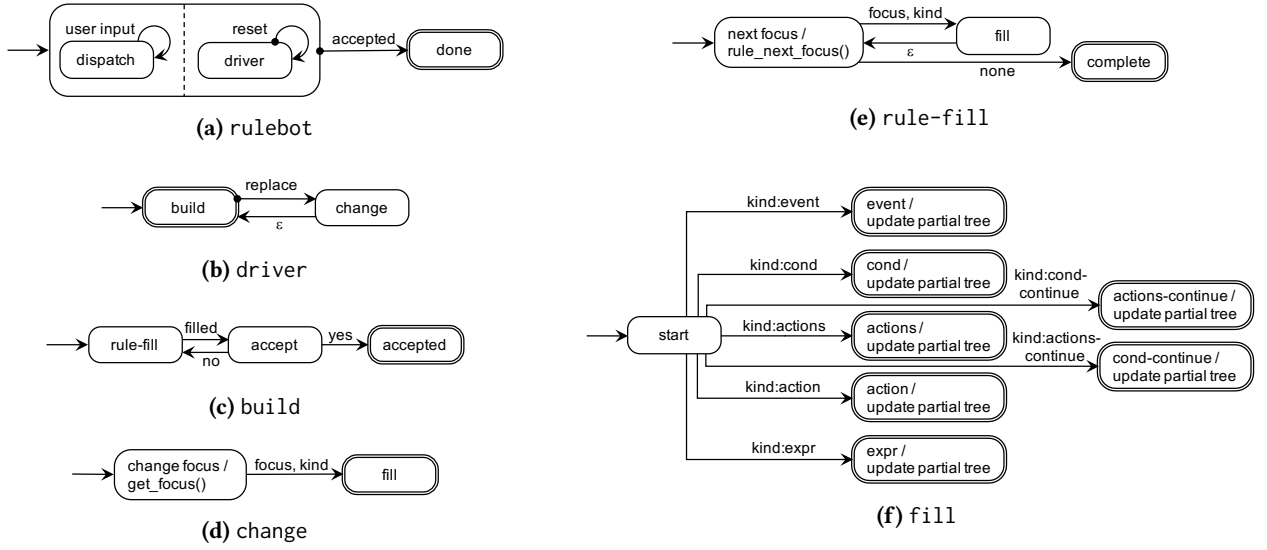 user input
dispatch
reset
driver
accepted
done
(a) rulebot
build
replace
ε
change
(b) driver
rule-fill
filled
no
accept
yes
accepted
(c) build
change focus /
get_focus()
focus, kind
fill
(d) change
next focus /
rule_next_focus()
focus, kind
ε
fill
none
complete
(e) rule-fill
start
kind:event
event /
update partial tree
kind:cond
cond /
update partial tree
kind:cond-
continue
actions-continue /
update partial tree
kind:actions
actions /
update partial tree
kind:actions-
continue
cond-continue /
update partial tree
kind:action
action /
update partial tree
kind:expr
expr /
update partial tree
(f) fill